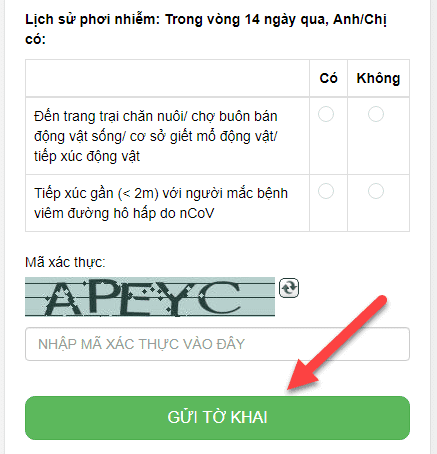 Lịch sử phơi nhiễm: Trong vòng 14 ngày qua, Anh/Chị
có:
Có Không
Đến trang trại chăn nuôi/ chợ buôn bán
động vật sống/ cơ sở giết mổ động vật/
tiếp xúc động vật
Tiếp xúc gần (< 2m) với người mắc bệnh
viêm đường hô hấp do nCoV
Mã xác thực:
APEYC
NHẬP MÃ XÁC THỰC VÀO ĐÂY
GỬI TỜ KHAI